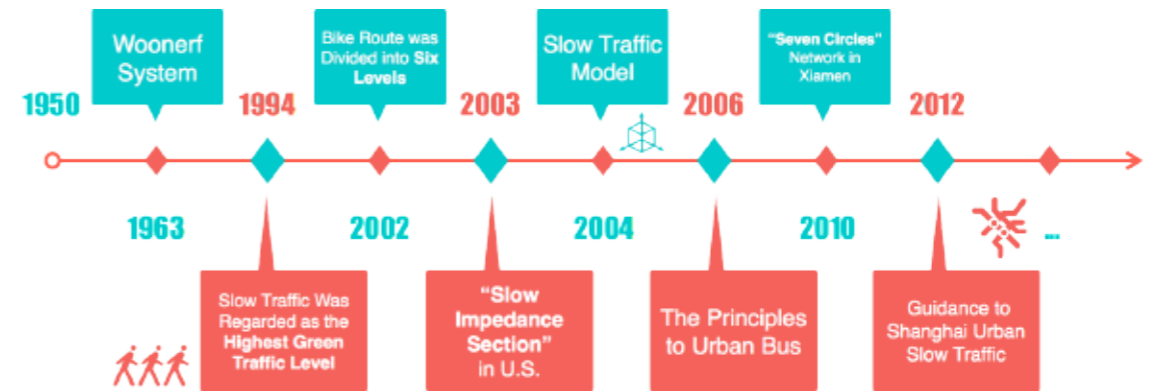 Woonerf
System
Bike Route was
Divided into Six
Levels
Slow Traffic
Model
"Seven Circles"
Network in
Xiamen
1950
1994
2003
2006
2012
1963
2002
2004
2010
...
Slow Traffic Was
Regarded as the
Highest Green
Traffic Level
"Slow
Impedance
Section"
in U.S.
The Principles
to Urban Bus
Guidance to
Shanghai Urban
Slow Traffic